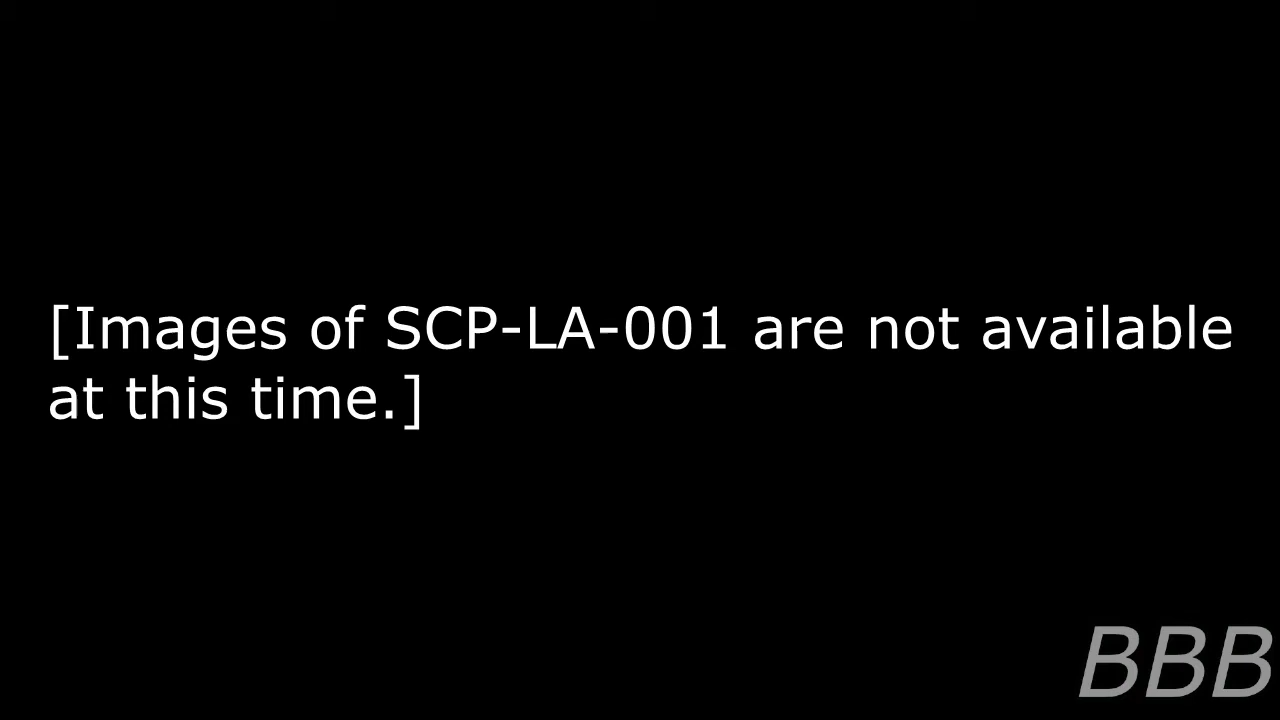 [Images of SCP-LA-001 are not available
at this time.]
BBB